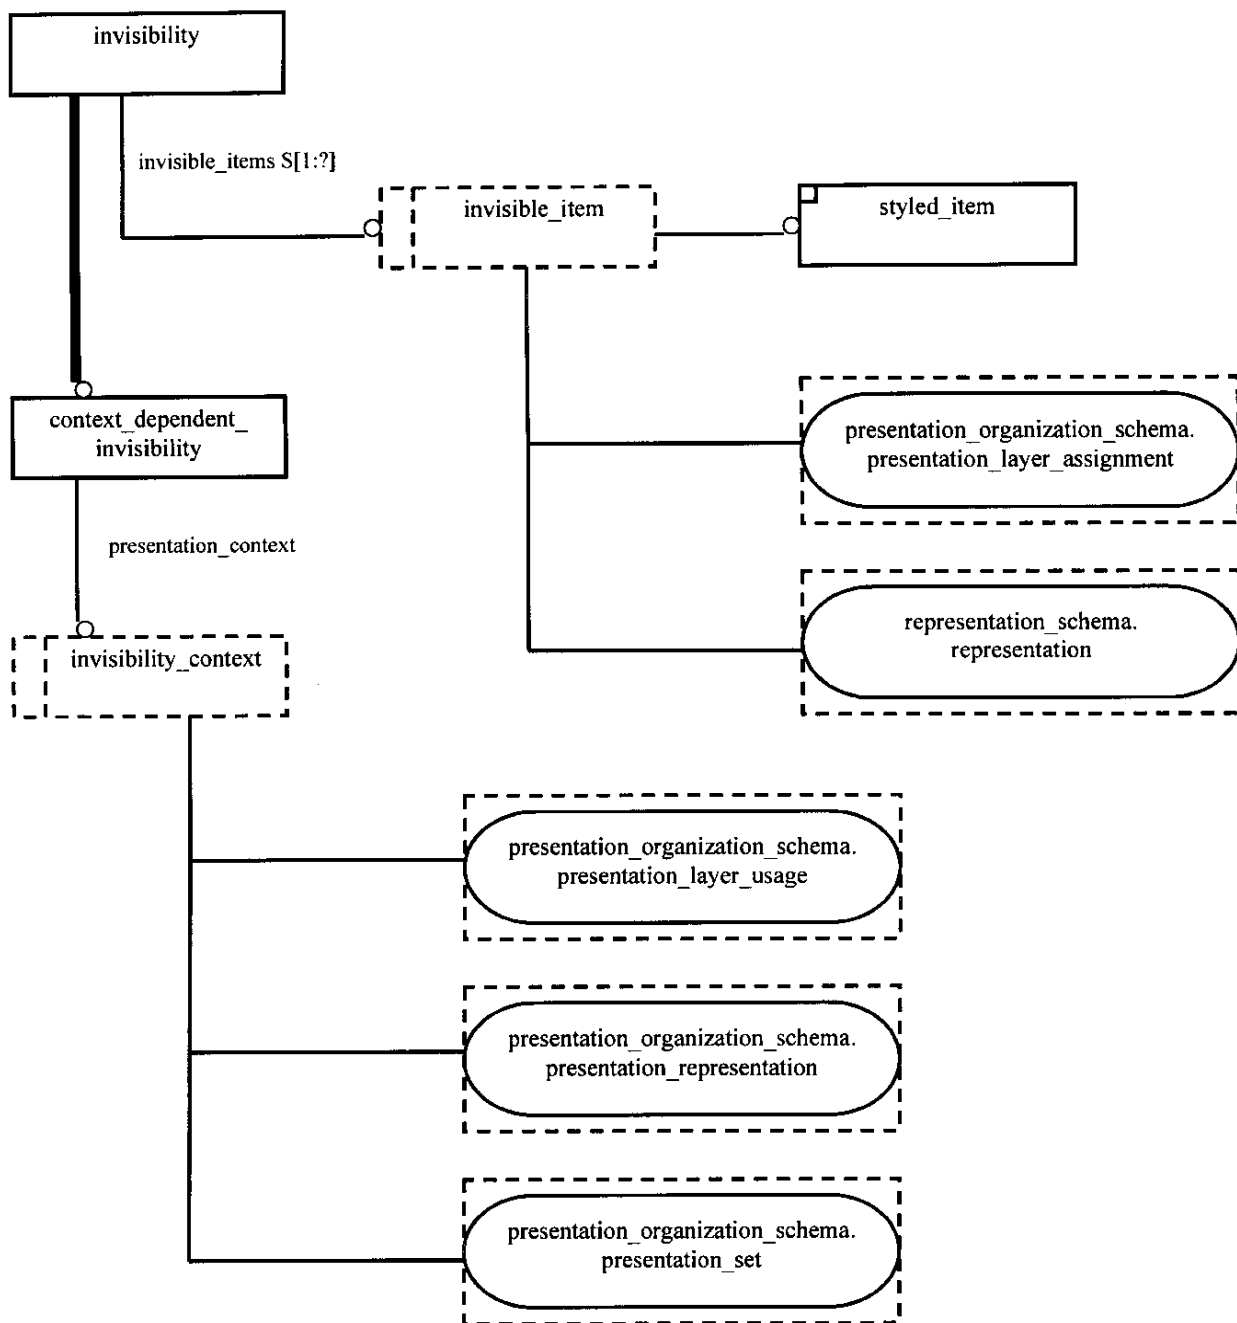 invisibility
invisible_items S[1:?]
invisible_item
styled_item
context_dependent_
invisibility
presentation_organization_schema.
presentation_layer_assignment
presentation_context
representation_schema.
representation
invisibility_context
presentation_organization_schema.
presentation_layer_usage
presentation_organization_schema.
presentation_representation
presentation_organization_schema.
presentation_set